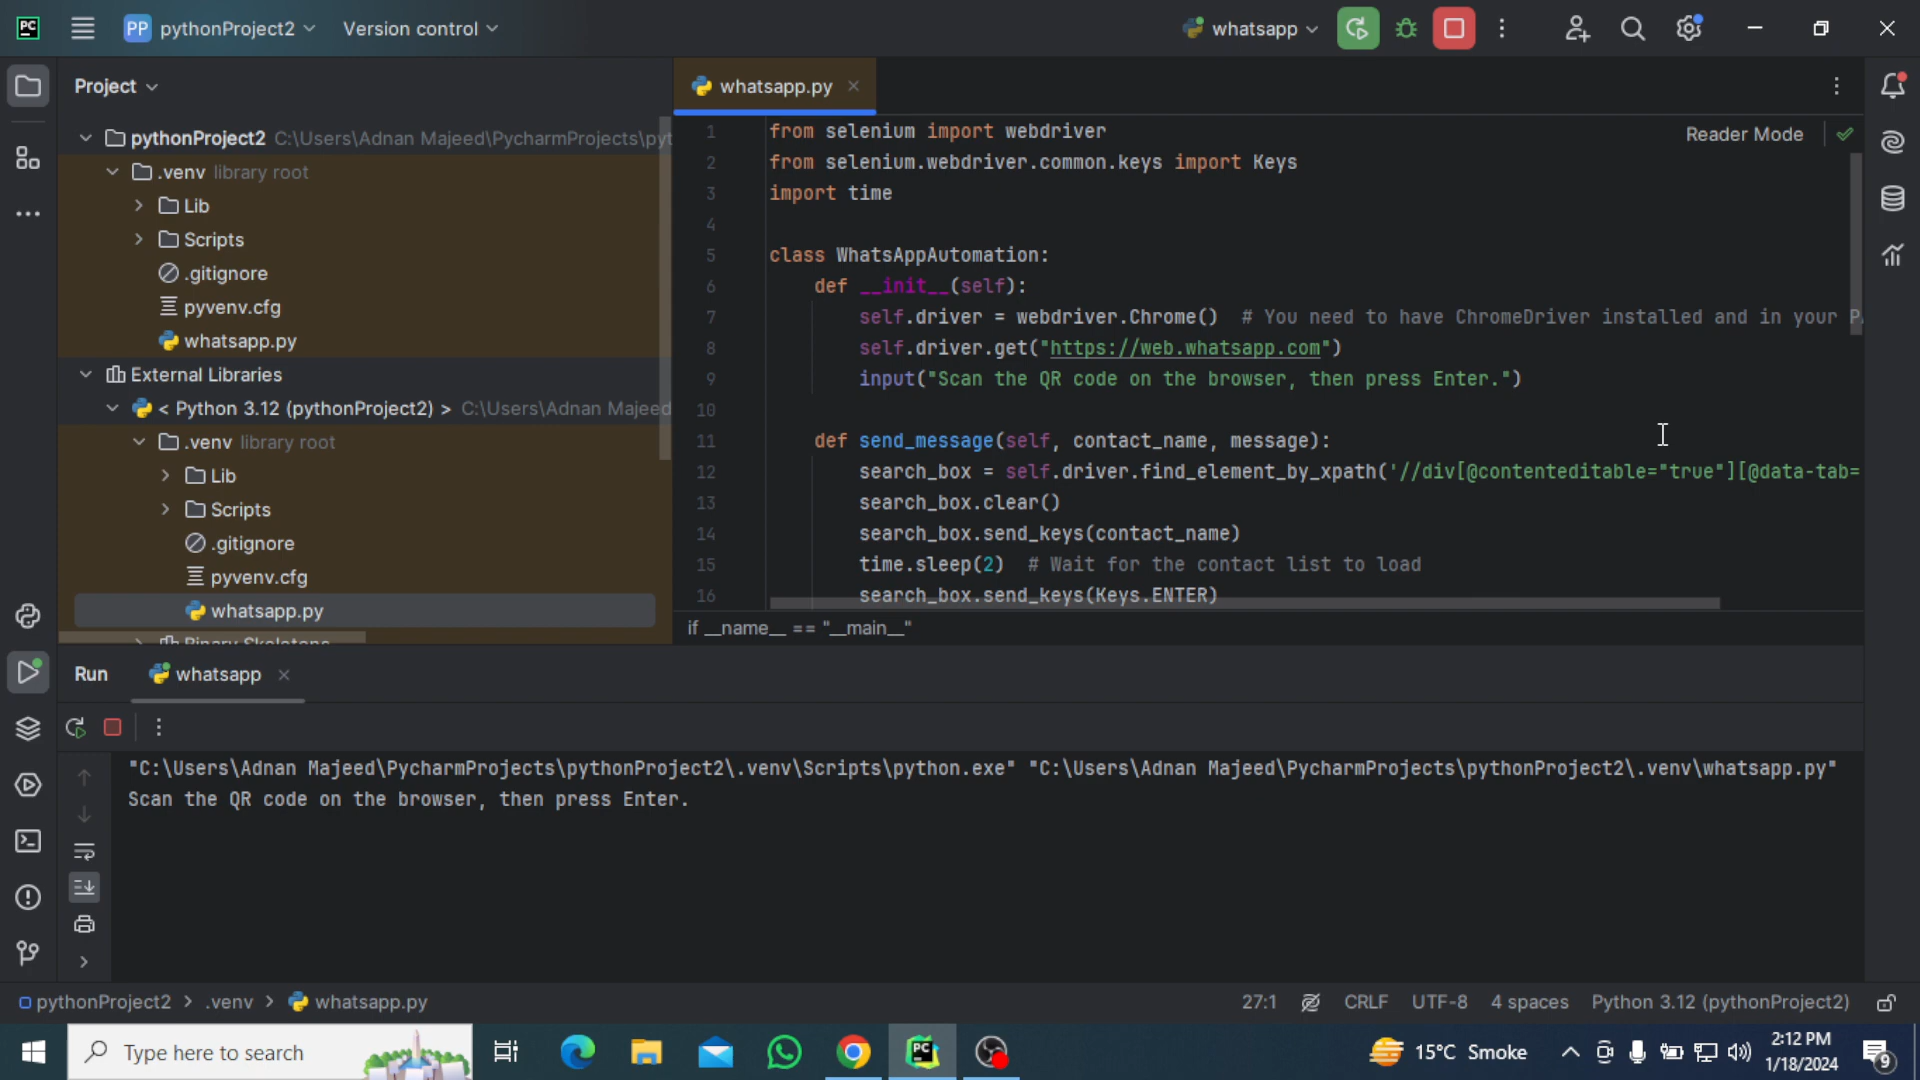 PC PP pythonProject2 Version control whatsapp
Project
whatsapp.py
Reader Mode
pythonProject2 C:\Users\Adnan Majeed\PycharmProjects\pyt
.venv library root
Lib
Scripts
.gitignore
pyvenv.cfg
whatsapp.py
External Libraries
< Python 3.12 (pythonProject2) > C:\Users\Adnan Majeed
.venv library root
Lib
Scripts
.gitignore
pyvenv.cfg
whatsapp.py
Binary Skeletons
1 from selenium import webdriver
2 from selenium.webdriver.common.keys import Keys
3 import time
4
5 class WhatsAppAutomation:
6 def __init__(self):
7 self.driver = webdriver.Chrome() # You need to have ChromeDriver installed and in your PA
8 self.driver.get("https://web.whatsapp.com")
9 input("Scan the QR code on the browser, then press Enter.")
10
11 def send_message(self, contact_name, message):
12 search_box = self.driver.find_element_by_xpath('//div[@contenteditable="true"][@data-tab=
13 search_box.clear()
14 search_box.send_keys(contact_name)
15 time.sleep(2) # Wait for the contact list to load
16 search_box.send_keys(Keys.ENTER)
if __name__ == "__main__"
Run whatsapp
"C:\Users\Adnan Majeed\PycharmProjects\pythonProject2\.venv\Scripts\python.exe" "C:\Users\Adnan Majeed\PycharmProjects\pythonProject2\.venv\whatsapp.py"
Scan the QR code on the browser, then press Enter.
pythonProject2 > .venv > whatsapp.py 27:1 CRLF UTF-8 4 spaces Python 3.12 (pythonProject2)
Type here to search
PC
15°C Smoke
2:12 PM
1/18/2024
9